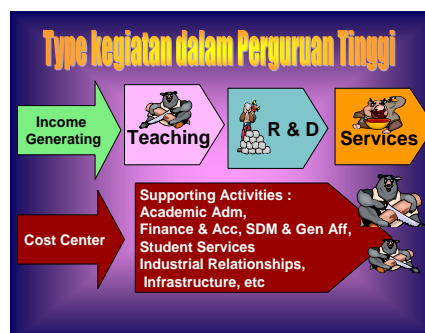 Type kegiatan dalam Perguruan Tinggi
Income
Generating
Teaching
R & D
Services
Cost Center
Supporting Activities :
Academic Adm,
Finance & Acc, SDM & Gen Aff,
Student Services
Industrial Relationships,
Infrastructure, etc